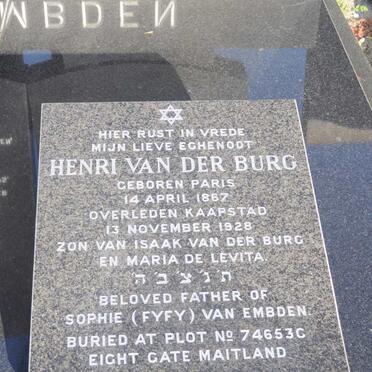 MBDEN
HIER RUST IN VREDE
MIJN LIEVE EGHENOOT
HENRI VAN DER BURG
GEBOREN PARIS
14 APRIL 1867
OVERLEDEN KAAPSTAD
13 NOVEMBER 1928
ZON VAN ISAAK VAN DER BURG
EN MARIA DE LEVITA
ת נ צ ב ה
BELOVED FATHER OF
SOPHIE (FYFY) VAN EMBDEN.
BURIED AT PLOT NO 74653C
EIGHT GATE MAITLAND